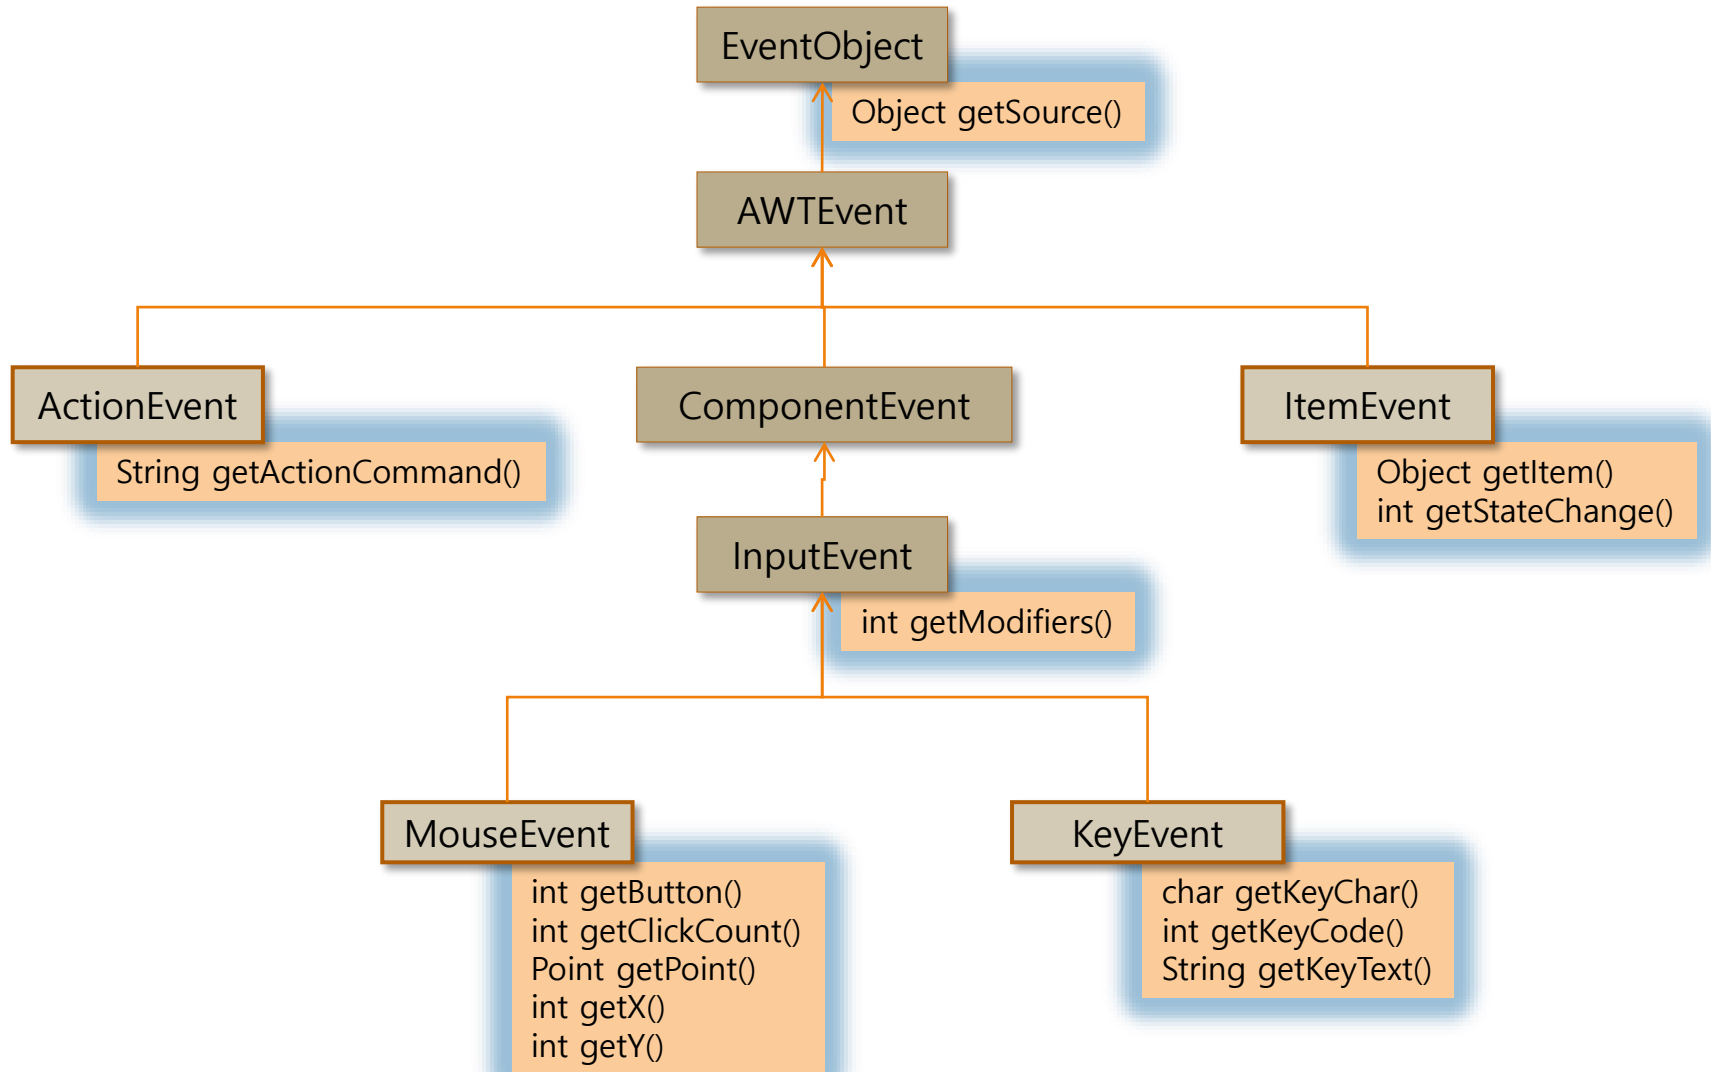 EventObject
Object getSource()
AWTEvent
ActionEvent
ComponentEvent
ItemEvent
String getActionCommand()
Object getItem()
int getStateChange()
InputEvent
int getModifiers()
MouseEvent
KeyEvent
int getButton()
int getClickCount()
Point getPoint()
int getX()
int getY()
char getKeyChar()
int getKeyCode()
String getKeyText()